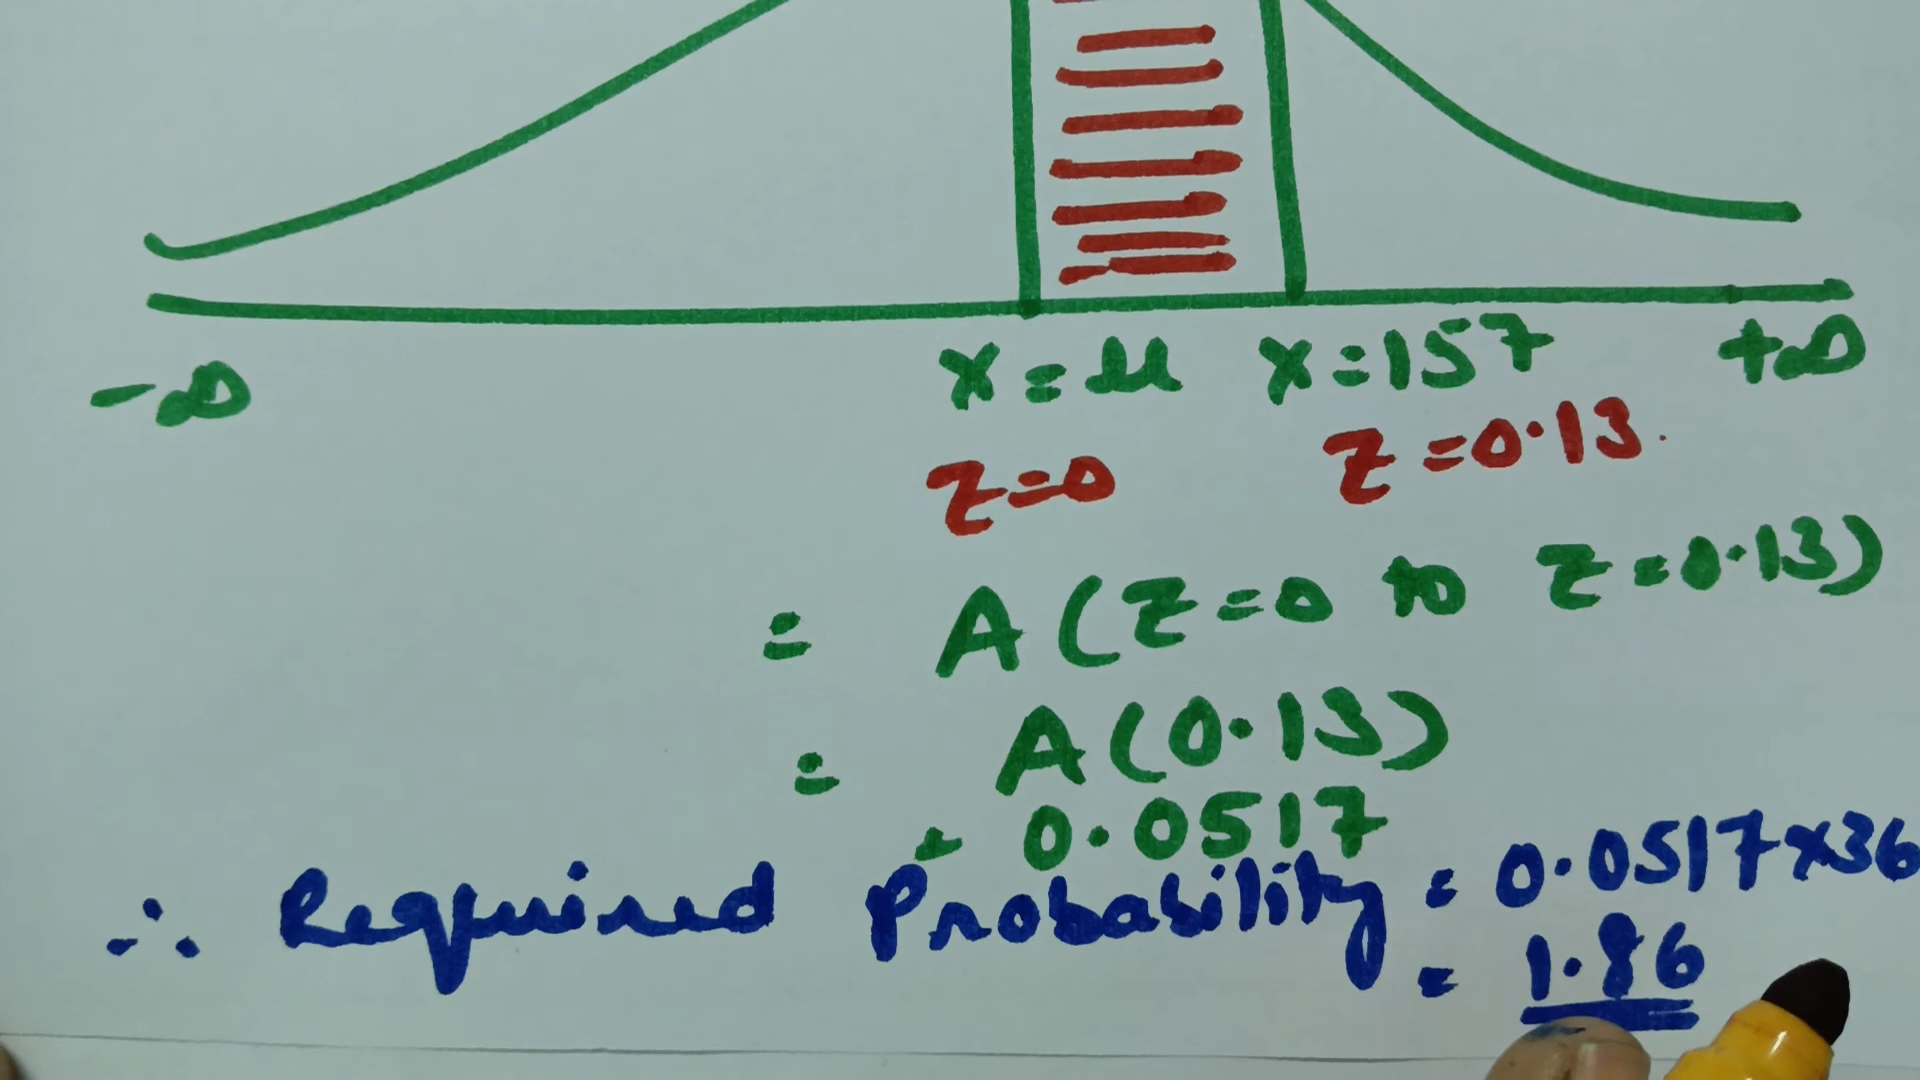 -∞ x=μ x=157 +∞
z=0 z=0.13.
= A(z=0 to z=0.13)
= A(0.13)
= 0.0517
∴ Required Probability = 0.0517×36
= 1.86